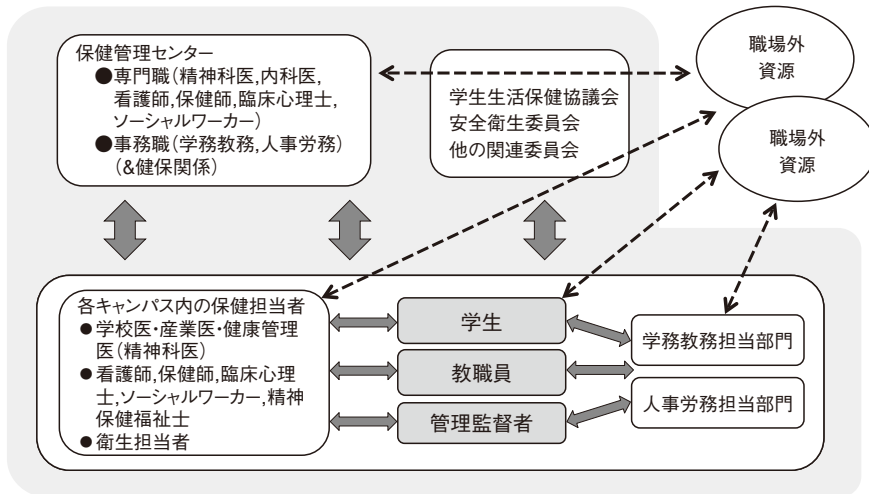 保健管理センター
●専門職(精神科医,内科医,
看護師,保健師,臨床心理士,
ソーシャルワーカー)
●事務職(学務教務,人事労務)
(&健保関係)
学生生活保健協議会
安全衛生委員会
他の関連委員会
職場外
資源
職場外
資源
各キャンパス内の保健担当者
●学校医・産業医・健康管理
医(精神科医)
●看護師,保健師,臨床心理
士,ソーシャルワーカー,精神
保健福祉士
●衛生担当者
学生
教職員
管理監督者
学務教務担当部門
人事労務担当部門